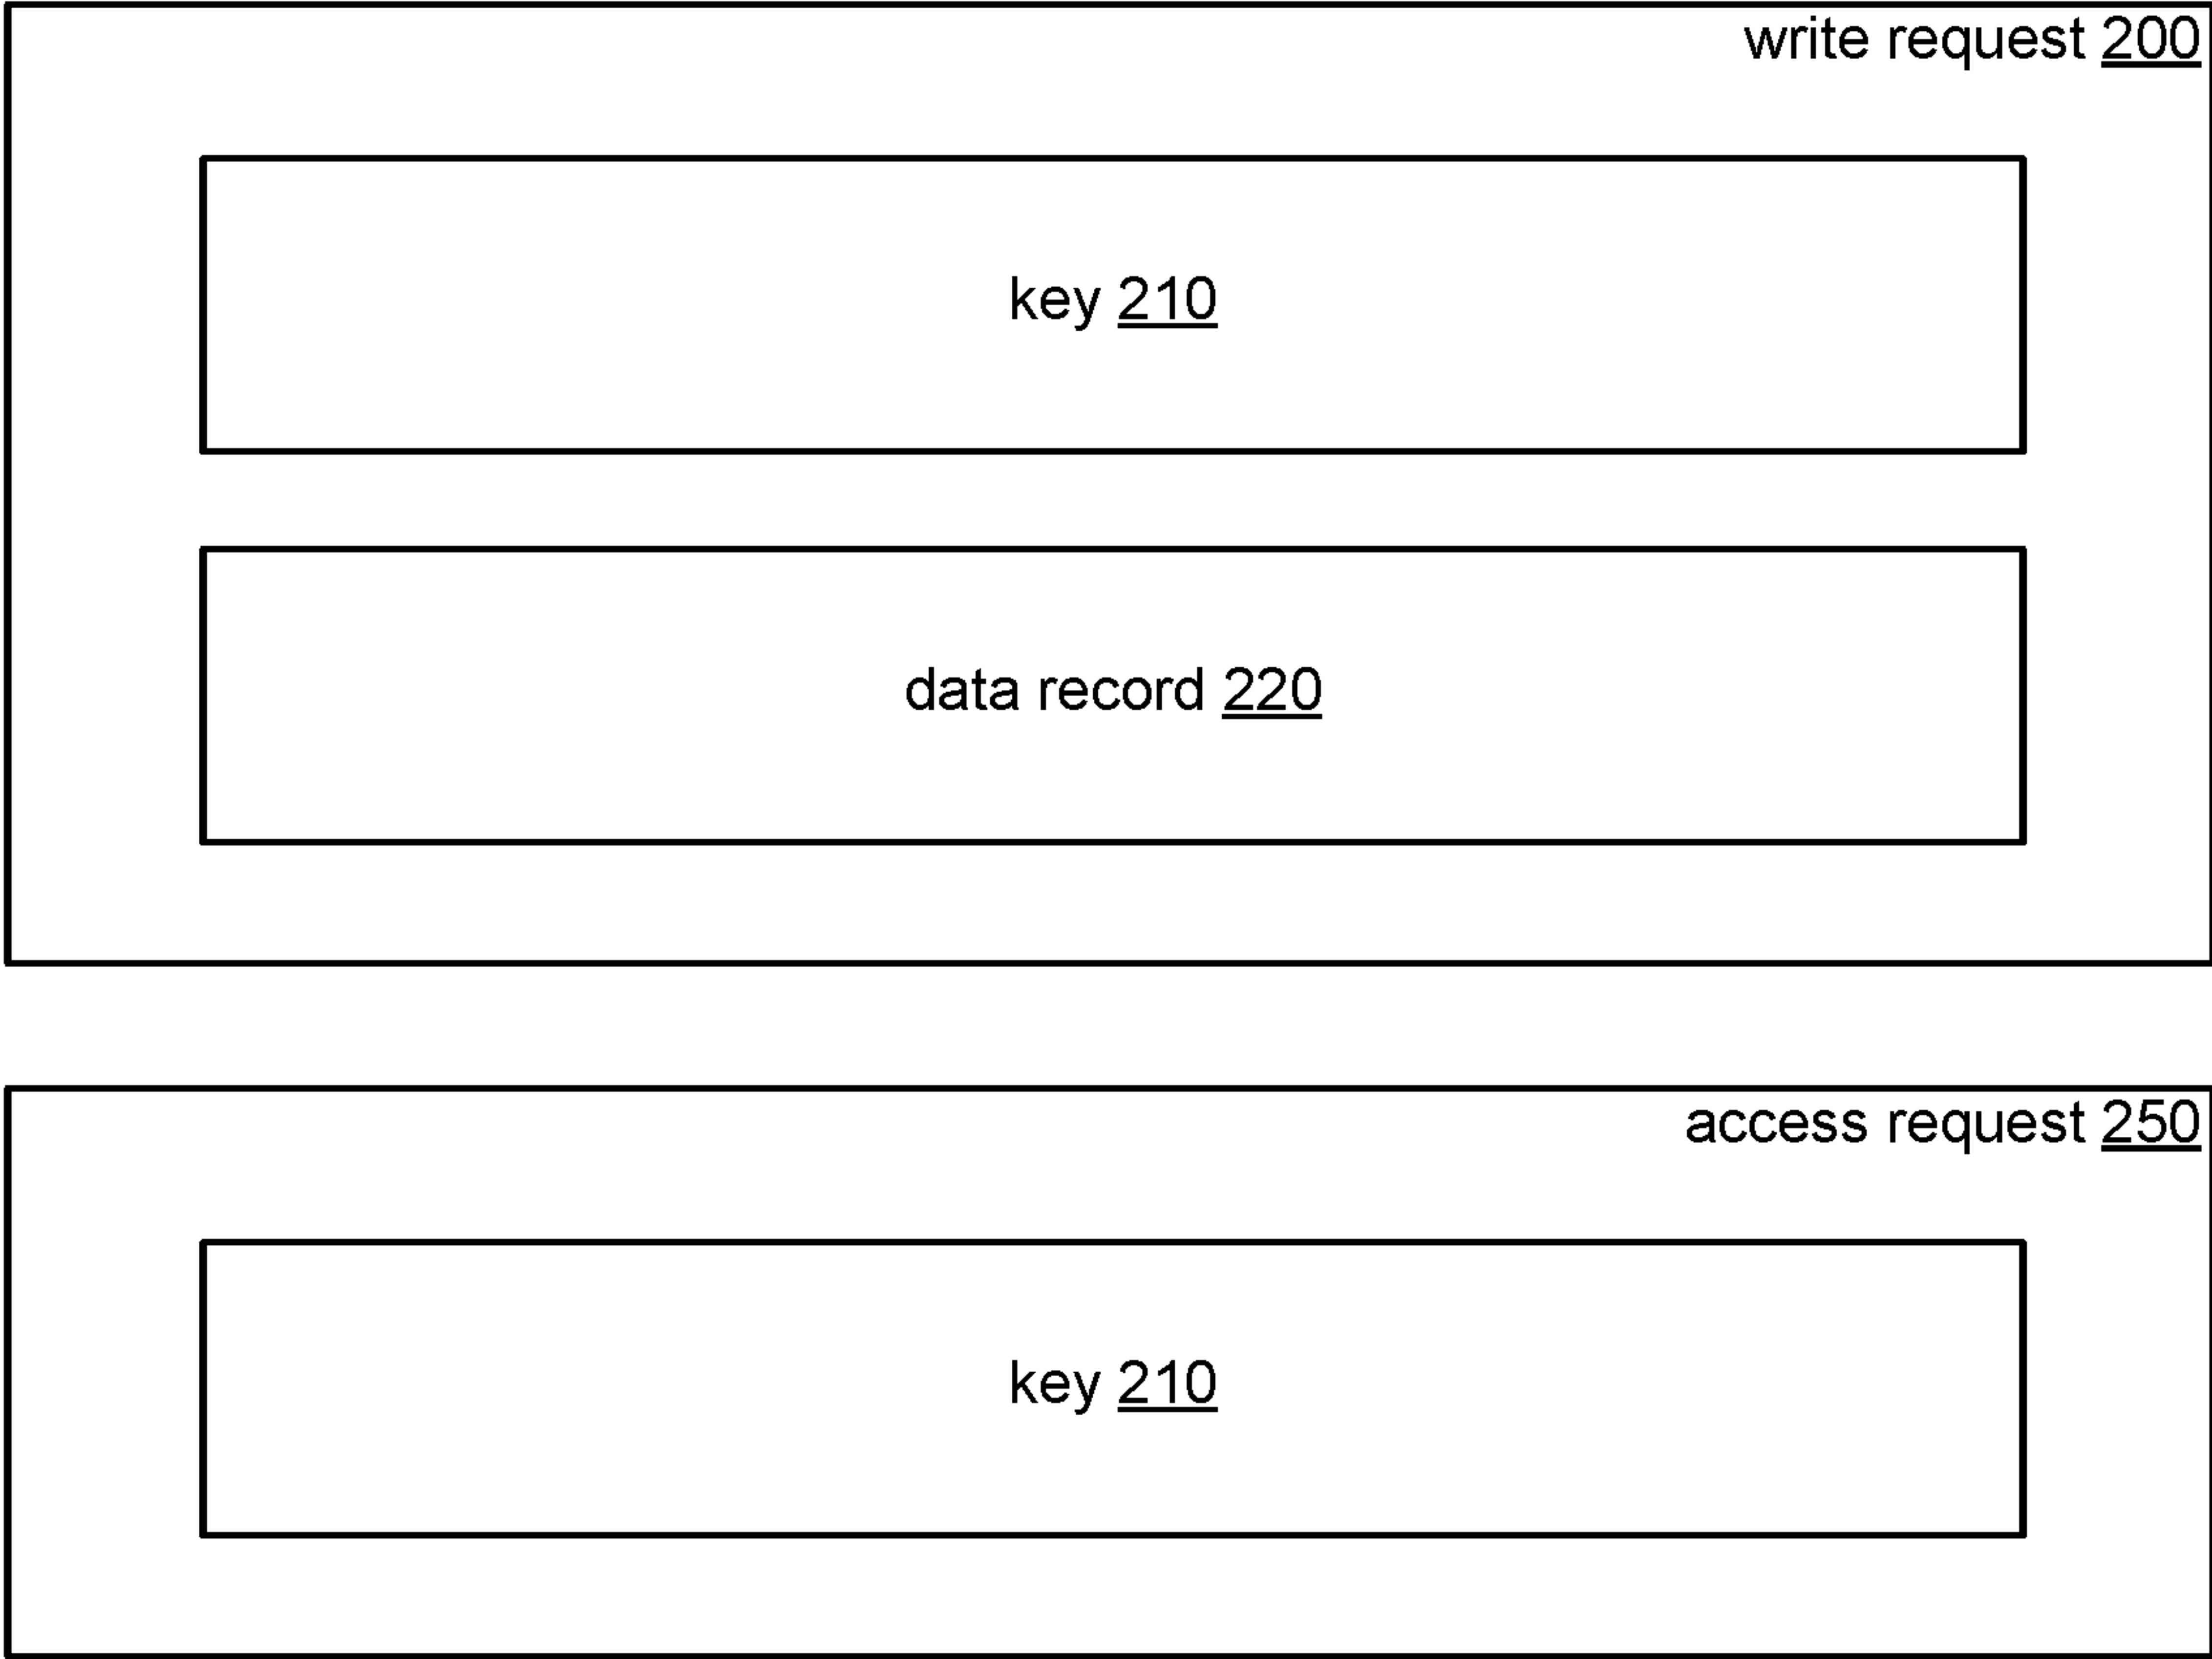 write request 200
key 210
data record 220
access request 250
key 210